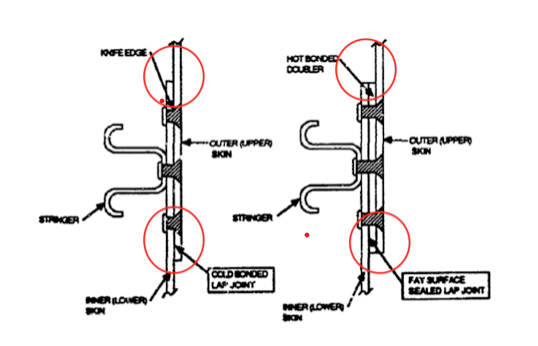 KNIFE EDGE
OUTER (UPPER)
SKIN
STRINGER
COLD BONDED
LAP JOINT
INNER (LOWER)
SKIN
HOT BONDED
DOUBLER
OUTER (UPPER)
SKIN
STRINGER
FAY SURFACE
SEALED LAP JOINT
INNER (LOWER)
SKIN